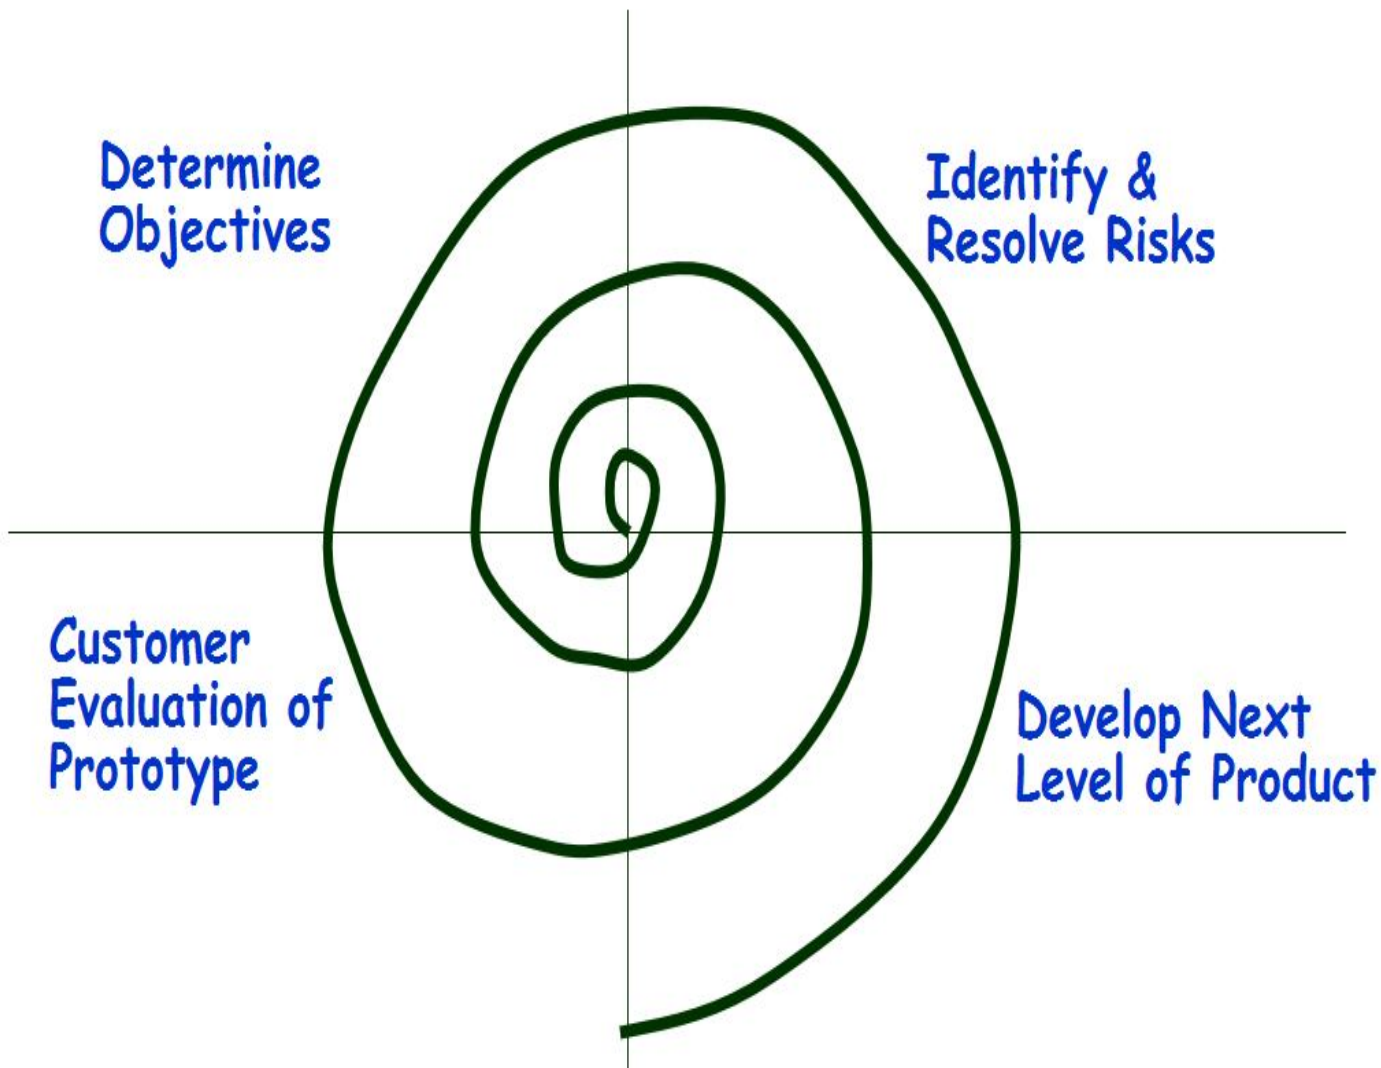 Determine
Objectives
Identify &
Resolve Risks
Customer
Evaluation of
Prototype
Develop Next
Level of Product